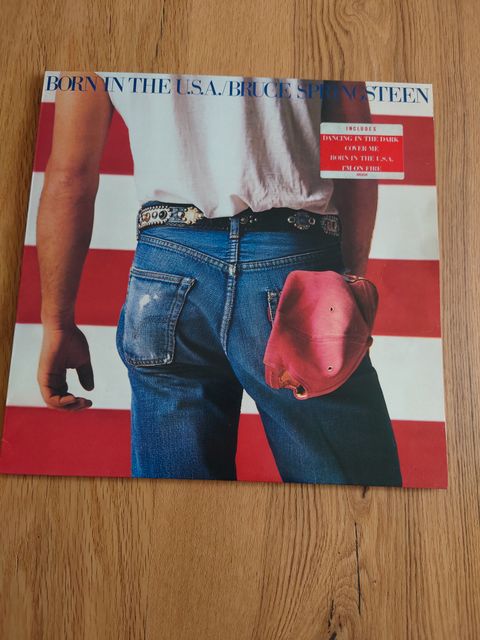 BORN IN THE U.S.A./BRUCE SPRINGSTEEN
INCLUDES
DANCING IN THE DARK
COVER ME
BORN IN THE U.S.A.
I'M ON FIRE